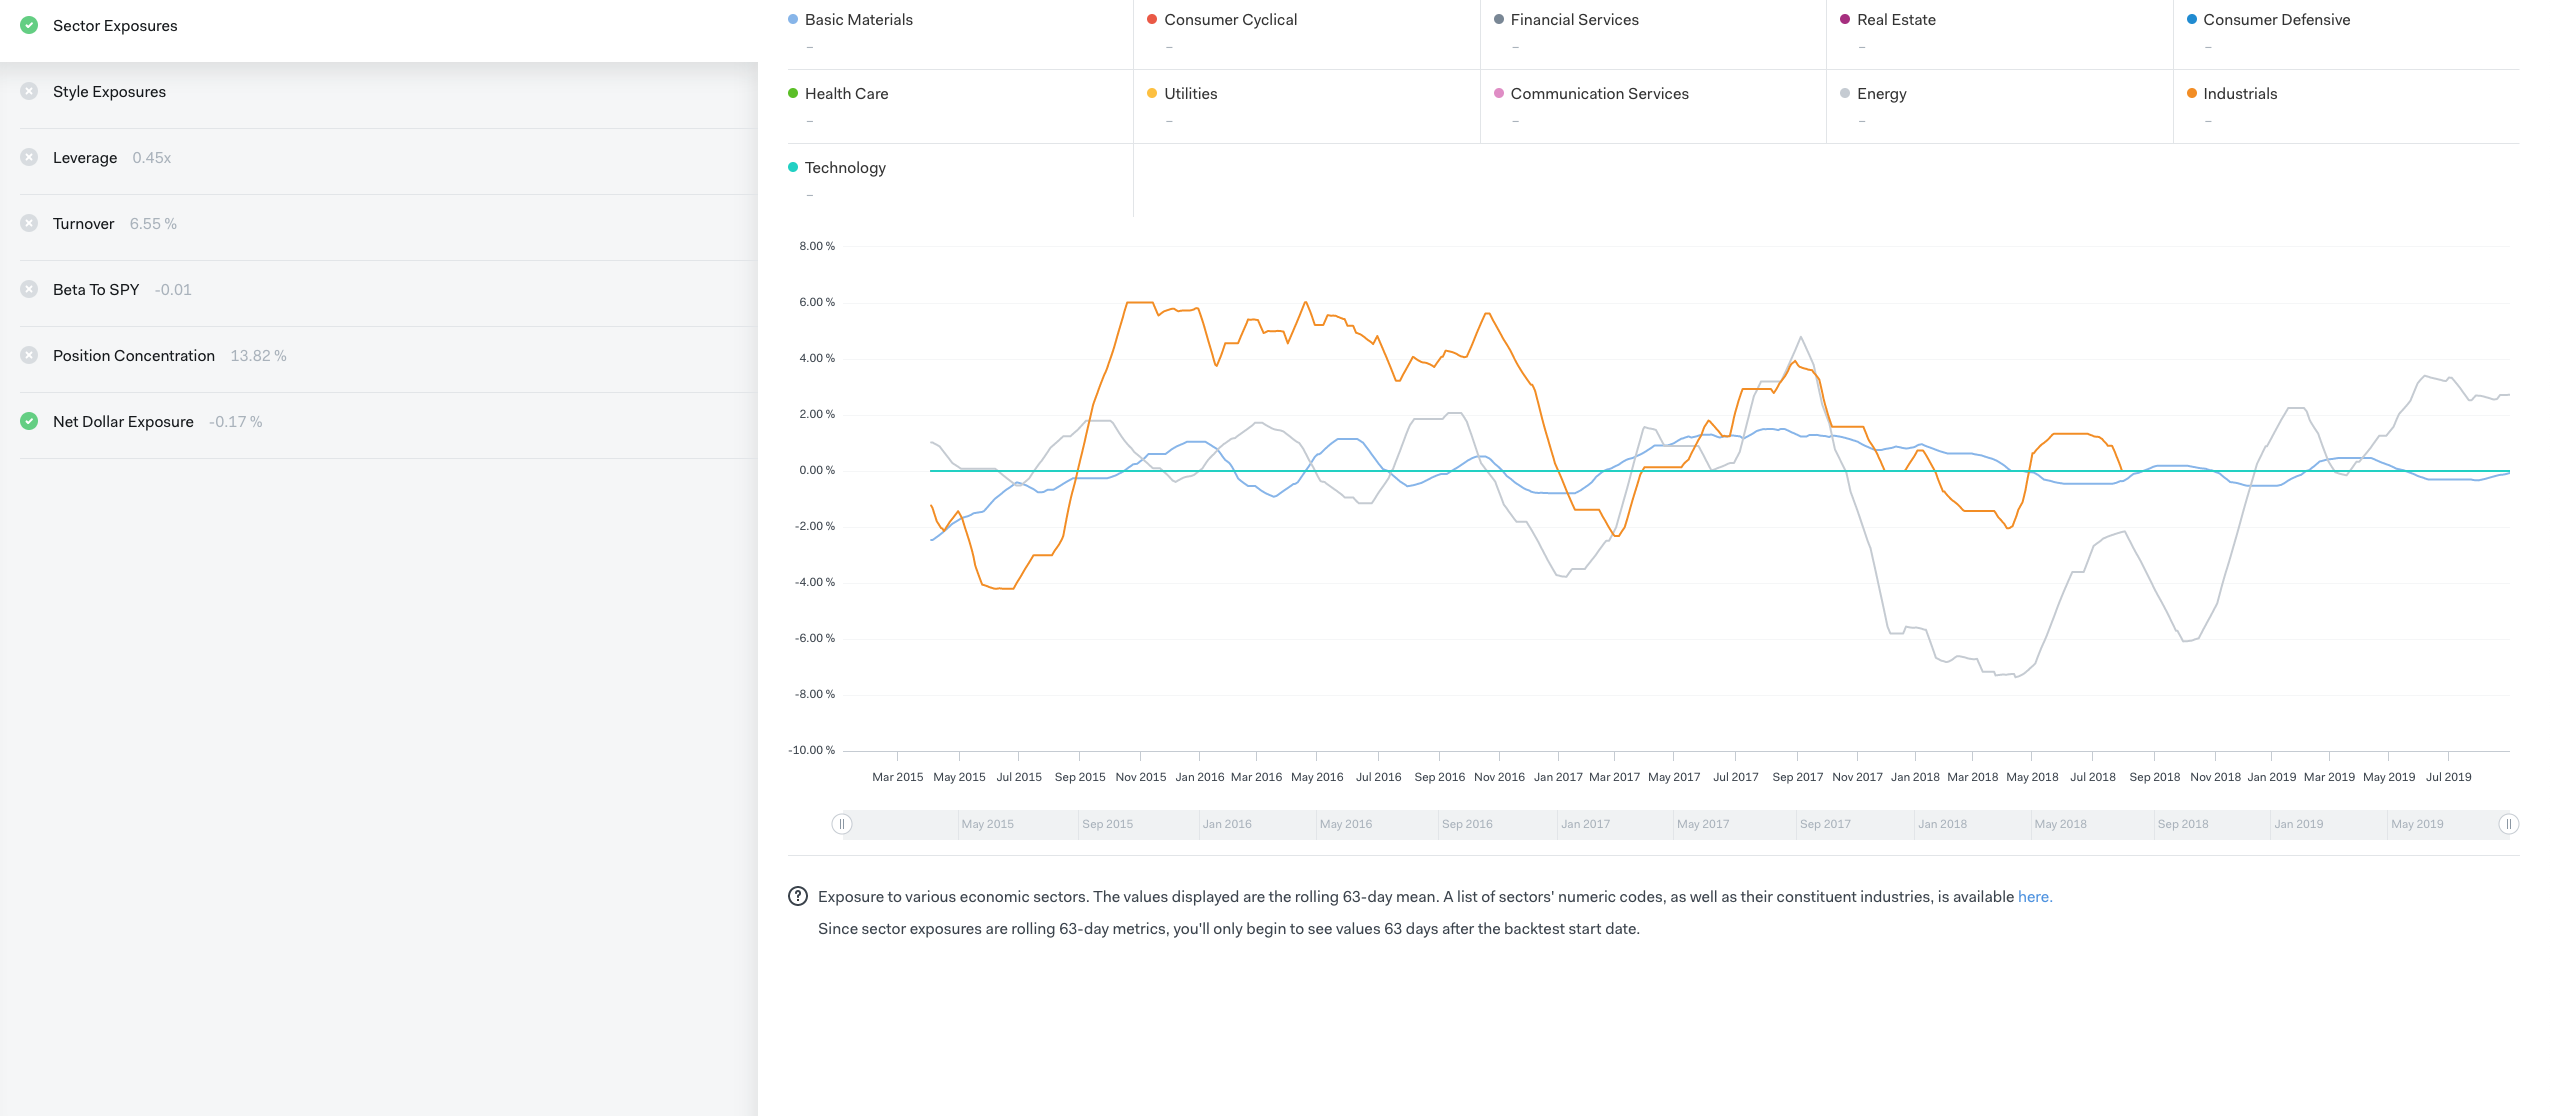 Sector Exposures
Style Exposures
Leverage 0.45x
Turnover 6.55 %
Beta To SPY -0.01
Position Concentration 13.82 %
Net Dollar Exposure -0.17 %
Basic Materials Consumer Cyclical Financial Services Real Estate Consumer Defensive
– – – – –
Health Care Utilities Communication Services Energy Industrials
– – – – –
Technology
–
8.00 %
6.00 %
4.00 %
2.00 %
0.00 %
-2.00 %
-4.00 %
-6.00 %
-8.00 %
-10.00 %
Mar 2015 May 2015 Jul 2015 Sep 2015 Nov 2015 Jan 2016 Mar 2016 May 2016 Jul 2016 Sep 2016 Nov 2016 Jan 2017 Mar 2017 May 2017 Jul 2017 Sep 2017 Nov 2017 Jan 2018 Mar 2018 May 2018 Jul 2018 Sep 2018 Nov 2018 Jan 2019 Mar 2019 May 2019 Jul 2019
May 2015 Sep 2015 Jan 2016 May 2016 Sep 2016 Jan 2017 May 2017 Sep 2017 Jan 2018 May 2018 Sep 2018 Jan 2019 May 2019
Exposure to various economic sectors. The values displayed are the rolling 63-day mean. A list of sectors' numeric codes, as well as their constituent industries, is available here.
Since sector exposures are rolling 63-day metrics, you'll only begin to see values 63 days after the backtest start date.